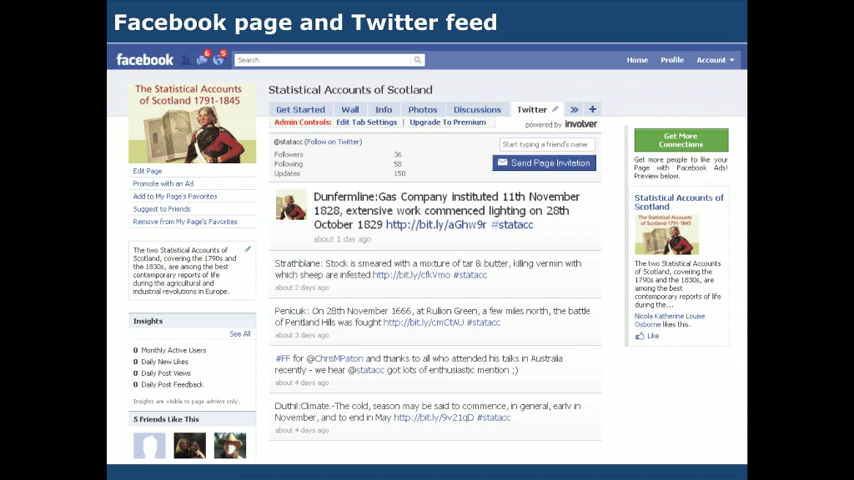 Facebook page and Twitter feed
facebook
6
5
Search
Home Profile Account
The Statistical Accounts
of Scotland 1791-1845
Edit Page
Promote with an Ad
Add to My Page's Favorites
Suggest to Friends
Remove from My Page's Favorites
The two Statistical Accounts of
Scotland, covering the 1790s and
the 1830s, are among the best
contemporary reports of life
during the agricultural and
industrial revolutions in Europe.
Insights
See All
0 Monthly Active Users
0 Daily New Likes
0 Daily Post Views
0 Daily Post Feedback
Insights are visible to page admins only.
5 Friends Like This
Statistical Accounts of Scotland
Get Started Wall Info Photos Discussions Twitter » +
Admin Controls: Edit Tab Settings | Upgrade To Premium
powered by involver
@statacc (Follow on Twitter)
Followers 36
Following 58
Updates 150
Start typing a friend's name
Send Page Invitation
Dunfermline:Gas Company instituted 11th November
1828, extensive work commenced lighting on 28th
October 1829 http://bit.ly/aGhw9r #statacc
about 1 day ago
Strathblane: Stock is smeared with a mixture of tar & butter, killing vermin with
which sheep are infested http://bit.ly/cfkVmo #statacc
about 2 days ago
Penicuik: On 28th November 1666, at Rullion Green, a few miles north, the battle
of Pentland Hills was fought http://bit.ly/cmCtAU #statacc
about 3 days ago
#FF for @ChrisMPaton and thanks to all who attended his talks in Australia
recently - we hear @statacc got lots of enthusiastic mention ;)
about 4 days ago
Duthil:Climate.-The cold, season may be said to commence, in general, early in
November, and to end in May http://bit.ly/9v21qD #statacc
about 4 days ago
Get More
Connections
Get more people to like your
Page with Facebook Ads!
Preview below.
Statistical Accounts of
Scotland
The Statistical Accounts
of Scotland 1791-1845
The two Statistical
Accounts of Scotland,
covering the 1790s
and the 1830s, are
among the best
contemporary reports
of life during the...
Nicola Katherine Louise
Osborne likes this.
Like